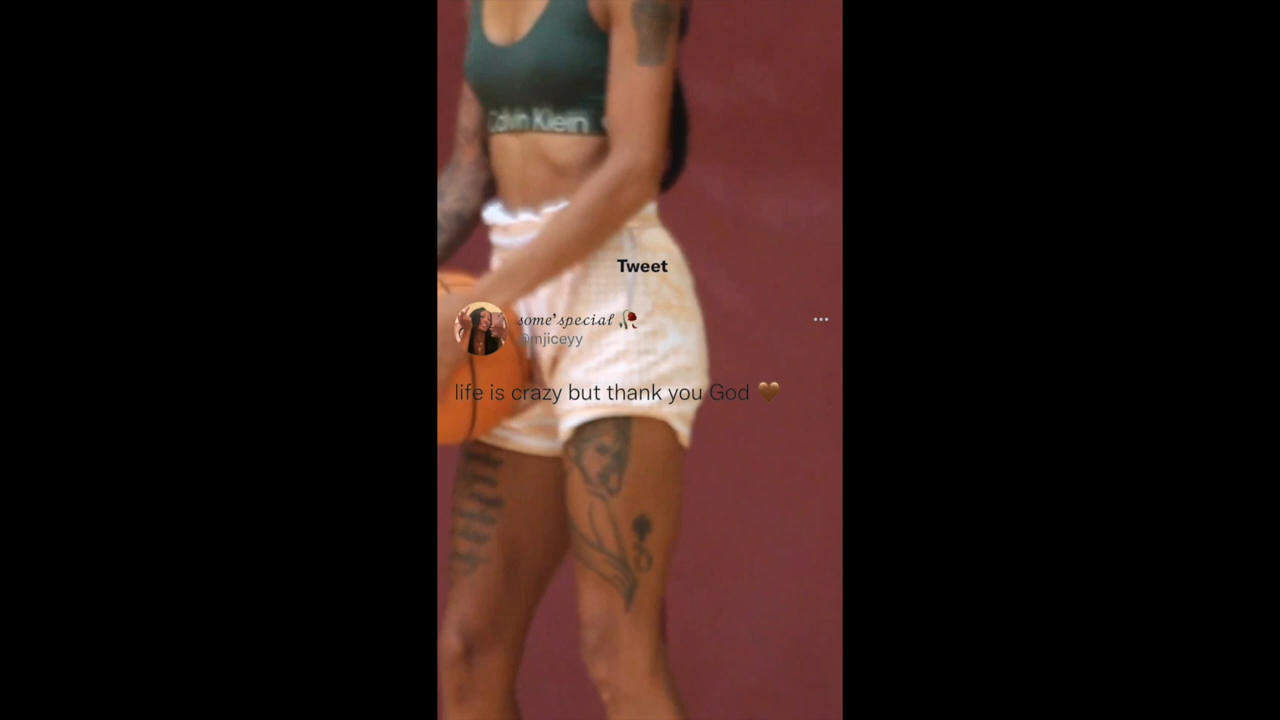 Calvin Klein
Tweet
some'special 🥀
@mjiceyy
life is crazy but thank you God 🤎